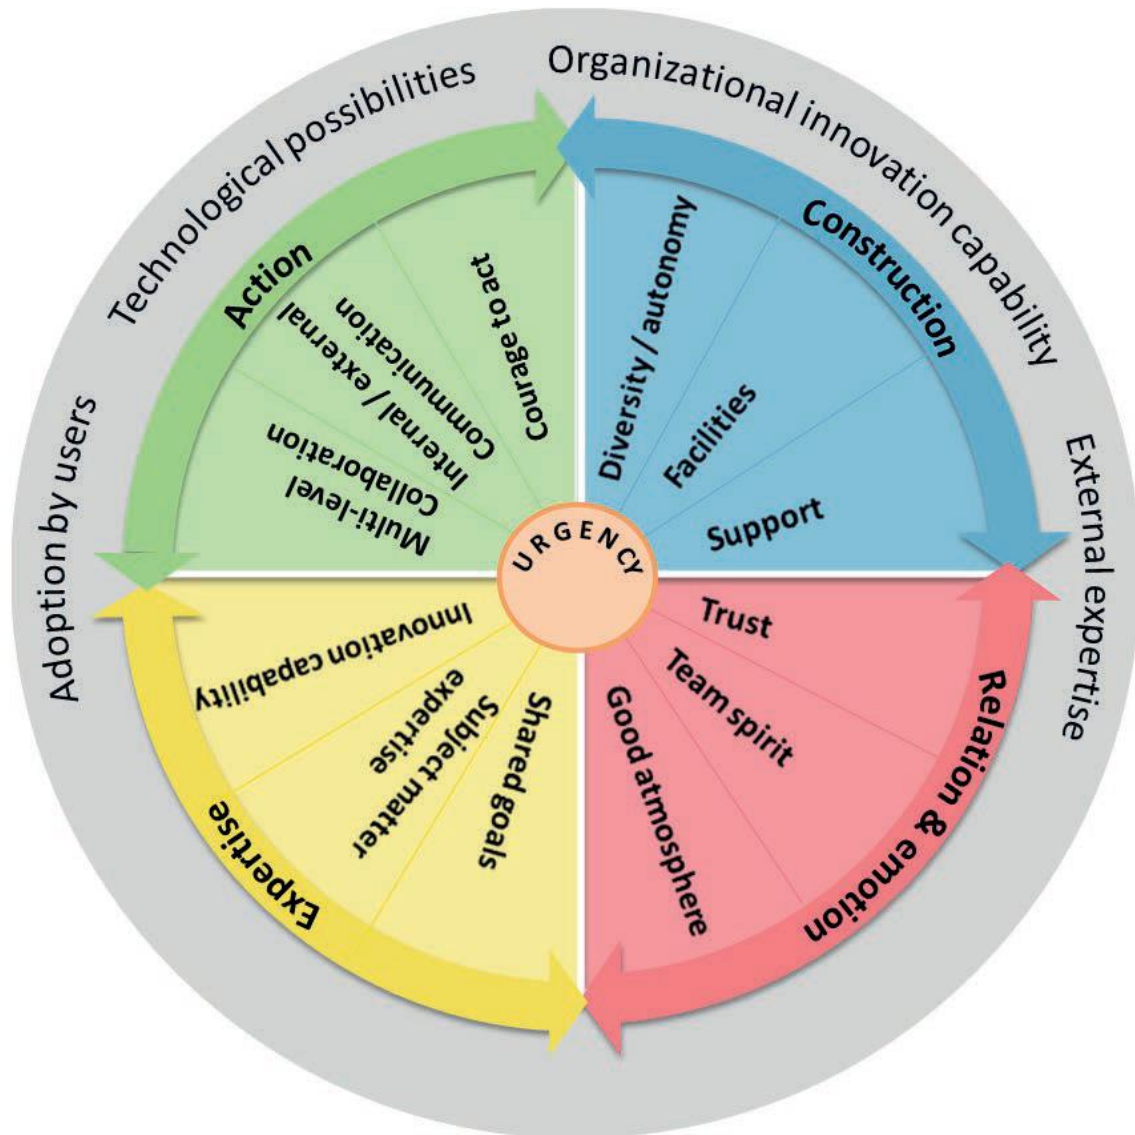 Technological possibilities
Organizational innovation capability
External expertise
Adoption by users
Action
Courage to act
Internal / external
Communication
Multi-level
Collaboration
Construction
Diversity / autonomy
Facilities
Support
Relation & emotion
Trust
Team spirit
Good atmosphere
Expertise
Shared goals
Subject matter
expertise
Innovation capability
URGENCY